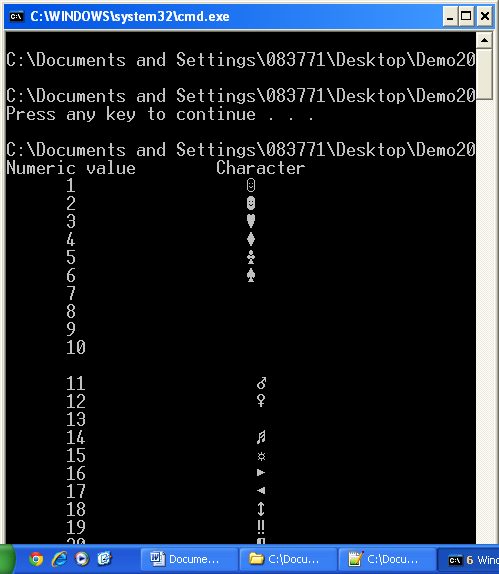 C:\WINDOWS\system32\cmd.exe
C:\Documents and Settings\083771\Desktop\Demo20
C:\Documents and Settings\083771\Desktop\Demo20
Press any key to continue . . .
C:\Documents and Settings\083771\Desktop\Demo20
Numeric value Character
1 ☺
2 ☻
3 ♥
4 ♦
5 ♣
6 ♠
7
8
9
10
11 ♂
12 ♀
13
14 ♫
15 ☼
16 ►
17 ◄
18 ↕
19 ‼
20 ¶
Docume... C:\Docu... C:\Docu... 6 Wind